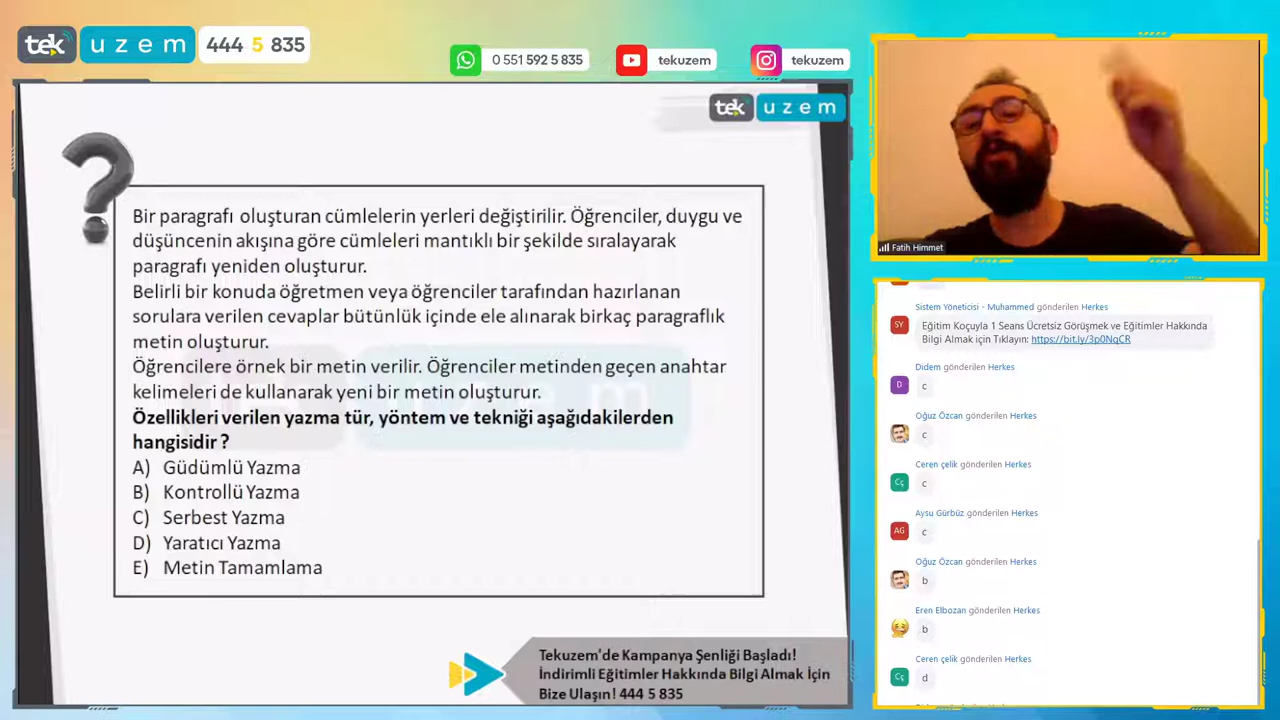 tek uzem 444 5 835
0 551 592 5 835
tekuzem
tekuzem
tek uzem
Bir paragrafı oluşturan cümlelerin yerleri değiştirilir. Öğrenciler, duygu ve
düşüncenin akışına göre cümleleri mantıklı bir şekilde sıralayarak
paragrafı yeniden oluşturur.
Belirli bir konuda öğretmen veya öğrenciler tarafından hazırlanan
sorulara verilen cevaplar bütünlük içinde ele alınarak birkaç paragraflık
metin oluşturur.
Öğrencilere örnek bir metin verilir. Öğrenciler metinden geçen anahtar
kelimeleri de kullanarak yeni bir metin oluşturur.
Özellikleri verilen yazma tür, yöntem ve tekniği aşağıdakilerden
hangisidir ?
A) Güdümlü Yazma
B) Kontrollü Yazma
C) Serbest Yazma
D) Yaratıcı Yazma
E) Metin Tamamlama
Tekuzem'de Kampanya Şenliği Başladı!
İndirimli Eğitimler Hakkında Bilgi Almak İçin
Bize Ulaşın! 444 5 835
Fatih Himmet
Sistem Yöneticisi - Muhammed gönderilen Herkes
SY
Eğitim Koçuyla 1 Seans Ücretsiz Görüşmek ve Eğitimler Hakkında
Bilgi Almak için Tıklayın: https://bit.ly/3p0NqCR
Didem gönderilen Herkes
D
c
Oğuz Özcan gönderilen Herkes
c
Ceren çelik gönderilen Herkes
Cç
c
Aysu Gürbüz gönderilen Herkes
AG
c
Oğuz Özcan gönderilen Herkes
b
Eren Elbozan gönderilen Herkes
b
Ceren çelik gönderilen Herkes
Cç
d